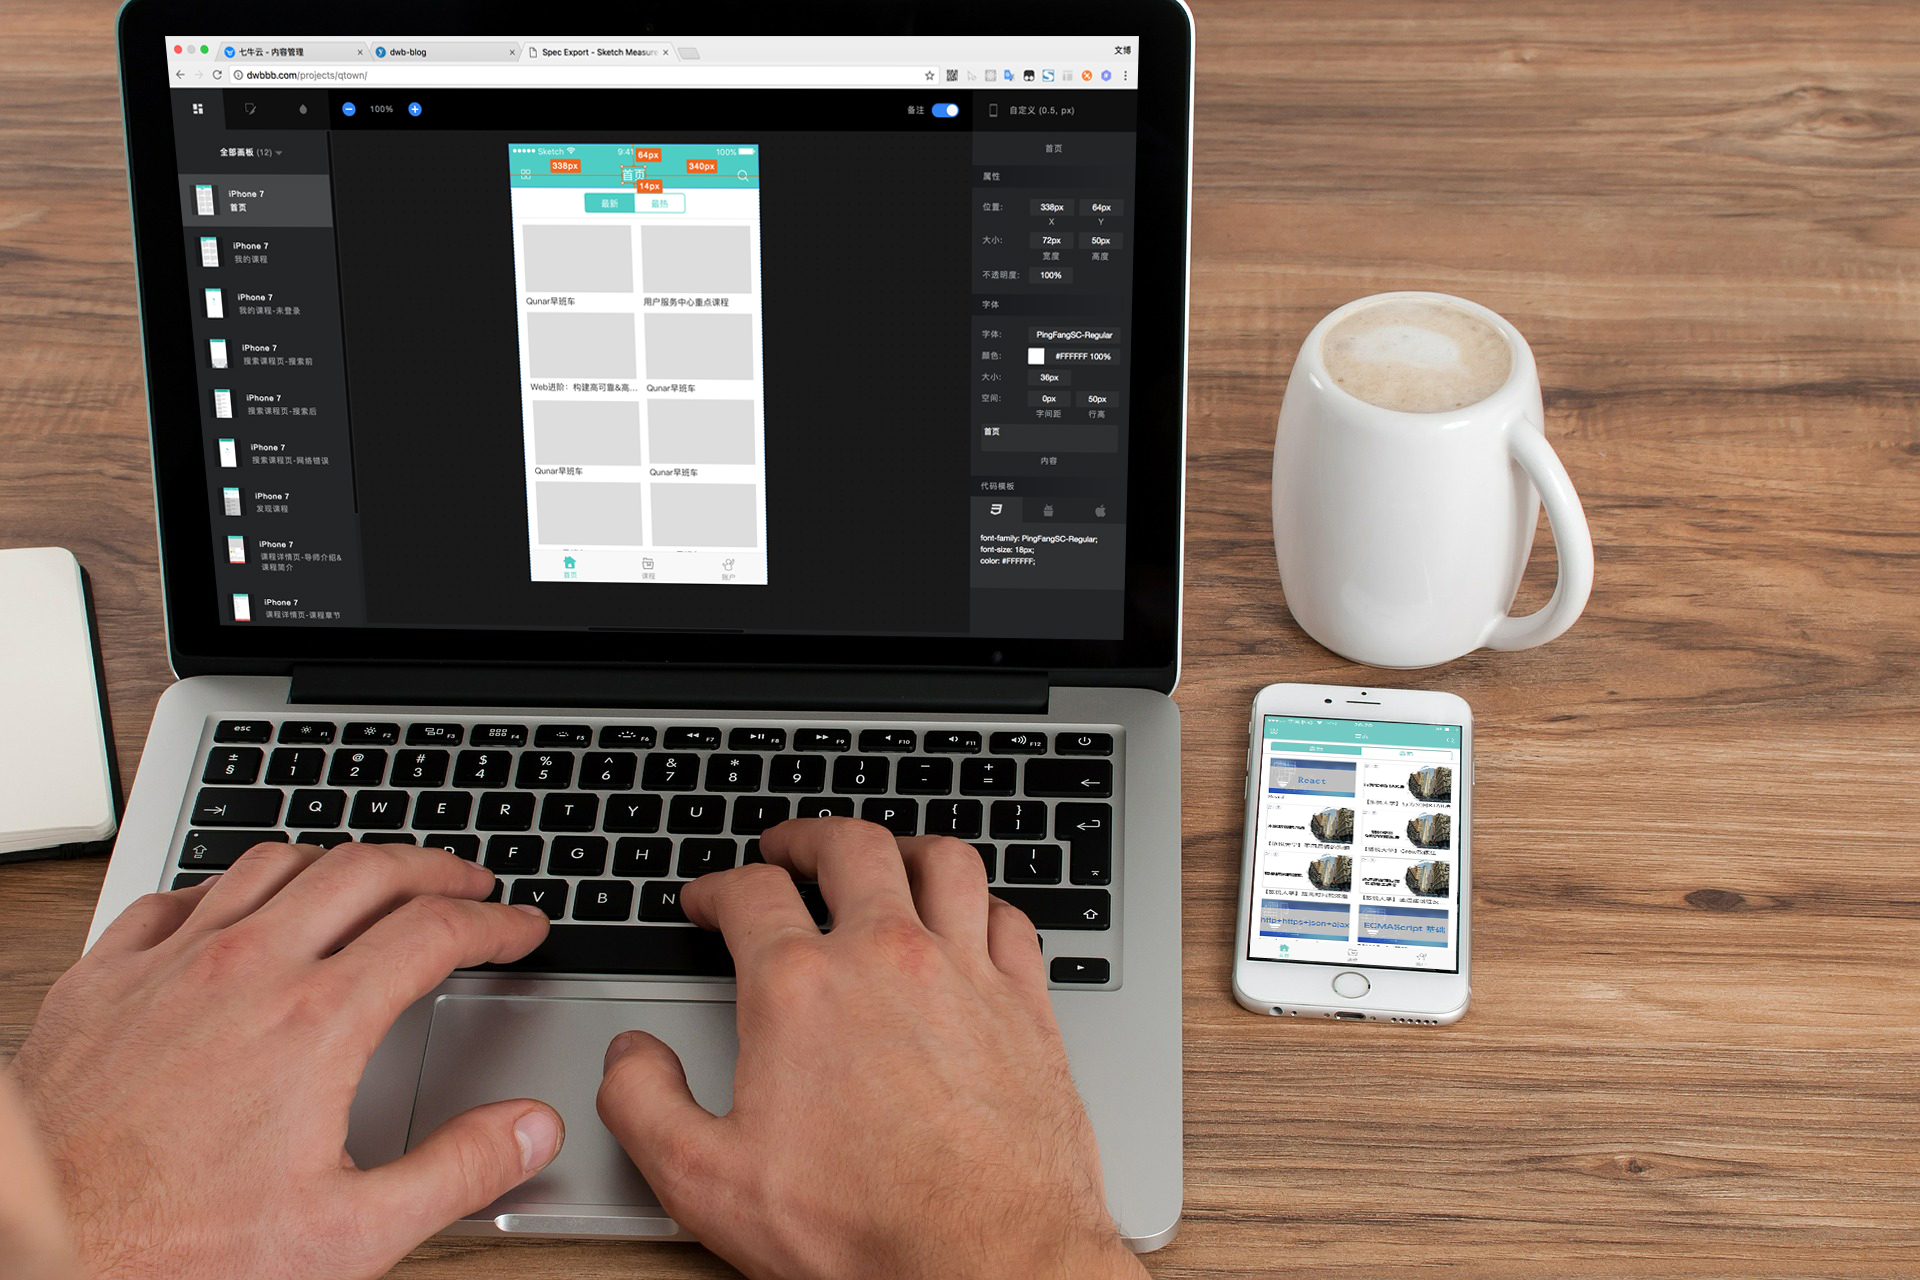 七牛云 - 内容管理
dwb-blog
Spec Export - Sketch Measure
文博
dwbbb.com/projects/qtown/
100%
备注
自定义 (0.5, px)
全部画板 (12)
iPhone 7
首页
iPhone 7
我的课程
iPhone 7
我的课程-未登录
iPhone 7
搜索课程页-搜索前
iPhone 7
搜索课程页-搜索后
iPhone 7
搜索课程页-网络错误
iPhone 7
发现课程
iPhone 7
课程详情页-导师介绍&
课程简介
iPhone 7
课程详情页-课程章节
Sketch
9:41
100%
64px
338px
340px
首页
14px
最新
最热
Qunar早班车
用户服务中心重点课程
Web进阶：构建高可靠&高...
Qunar早班车
Qunar早班车
Qunar早班车
首页
课程
账户
首页
属性
位置:
338px
64px
X
Y
大小:
72px
50px
宽度
高度
不透明度:
100%
字体
字体:
PingFangSC-Regular
颜色:
#FFFFFF 100%
大小:
36px
空间:
0px
50px
字间距
行高
首页
内容
代码模板
font-family: PingFangSC-Regular;
font-size: 18px;
color: #FFFFFF;
esc
F1
F2
F3
F4
F5
F6
F7
F8
F9
F10
F11
F12
± §
! 1
@ 2
# 3
$ 4
% 5
^ 6
& 7
* 8
( 9
) 0
_ -
+ =
Q
W
E
R
T
Y
U
I
O
P
{ [
} ]
D
F
G
H
J
| \
V
B
N
React
http+https+json+ajax
ECMAScript 基础